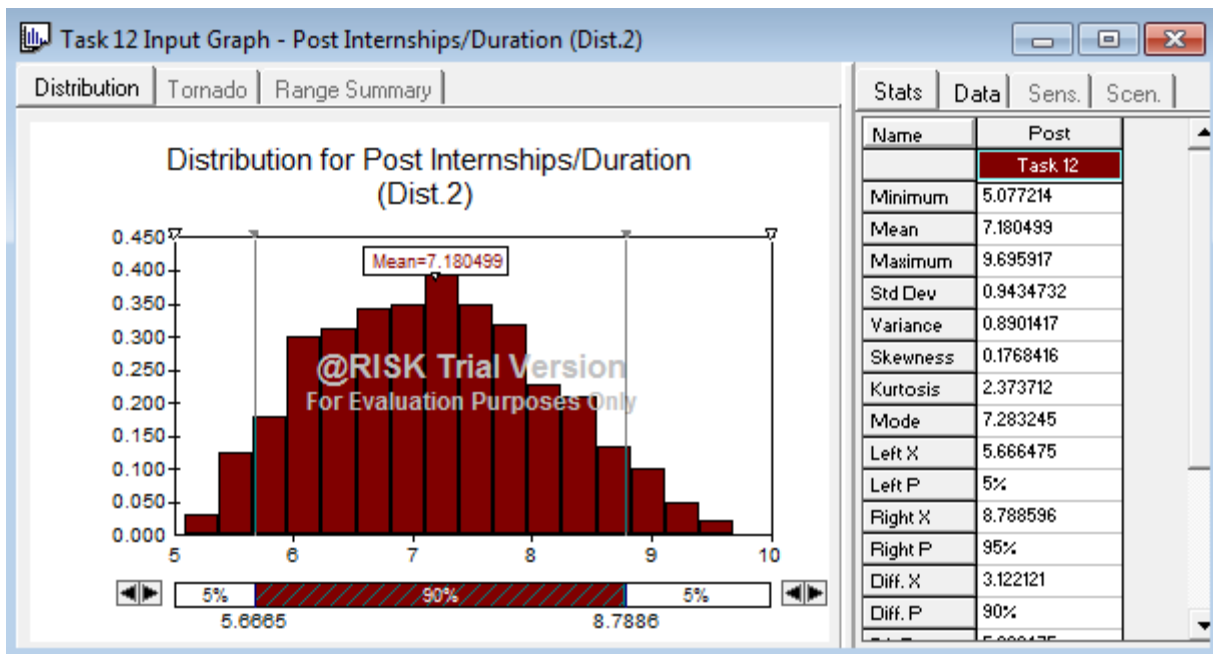 Task 12 Input Graph - Post Internships/Duration (Dist.2)
Distribution Tornado Range Summary
Distribution for Post Internships/Duration
(Dist.2)
0.450
0.400
0.350
0.300
0.250
0.200
0.150
0.100
0.050
0.000
Mean=7.180499
@RISK Trial Version
For Evaluation Purposes Only
5 6 7 8 9 10
5% 90% 5%
5.6665 8.7886
Stats Data Sens. Scen.
Name Post
Task 12
Minimum 5.077214
Mean 7.180499
Maximum 9.695917
Std Dev 0.9434732
Variance 0.8901417
Skewness 0.1768416
Kurtosis 2.373712
Mode 7.283245
Left X 5.666475
Left P 5%
Right X 8.788596
Right P 95%
Diff. X 3.122121
Diff. P 90%